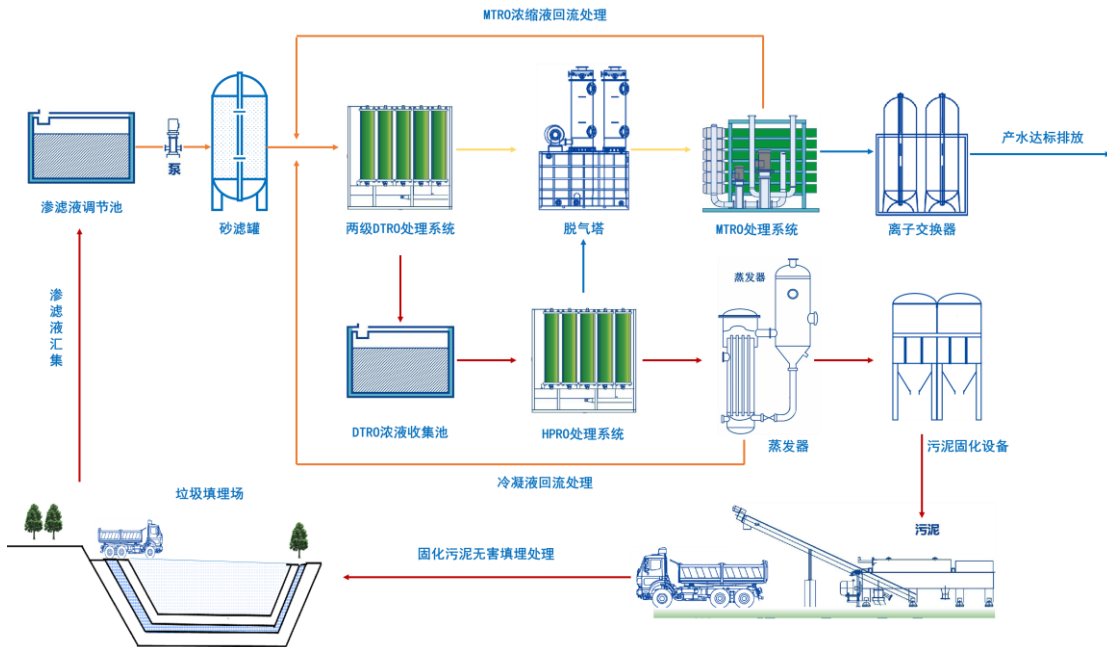 MTRO浓缩液回流处理
产水达标排放
泵
渗滤液调节池
砂滤罐
两级DTRO处理系统
脱气塔
MTRO处理系统
离子交换器
蒸发器
渗滤液汇集
DTRO浓液收集池
HPRO处理系统
蒸发器
污泥固化设备
冷凝液回流处理
垃圾填埋场
污泥
固化污泥无害填埋处理